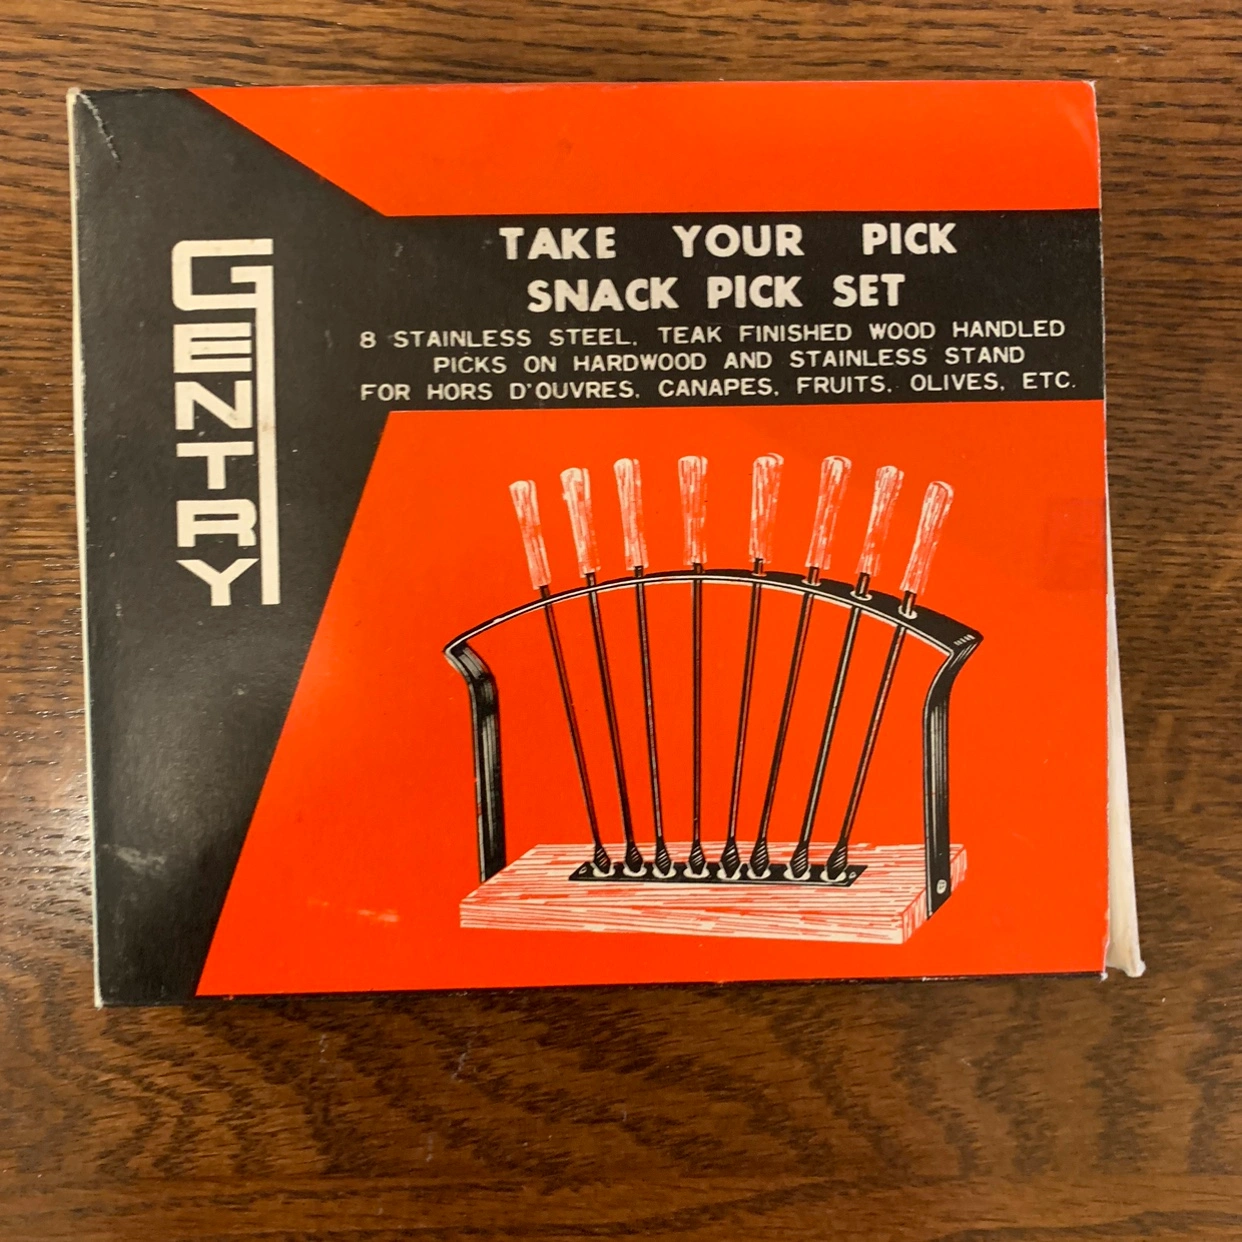 GENTRY
TAKE YOUR PICK
SNACK PICK SET
8 STAINLESS STEEL, TEAK FINISHED WOOD HANDLED
PICKS ON HARDWOOD AND STAINLESS STAND
FOR HORS D'OUVRES, CANAPES, FRUITS, OLIVES, ETC.